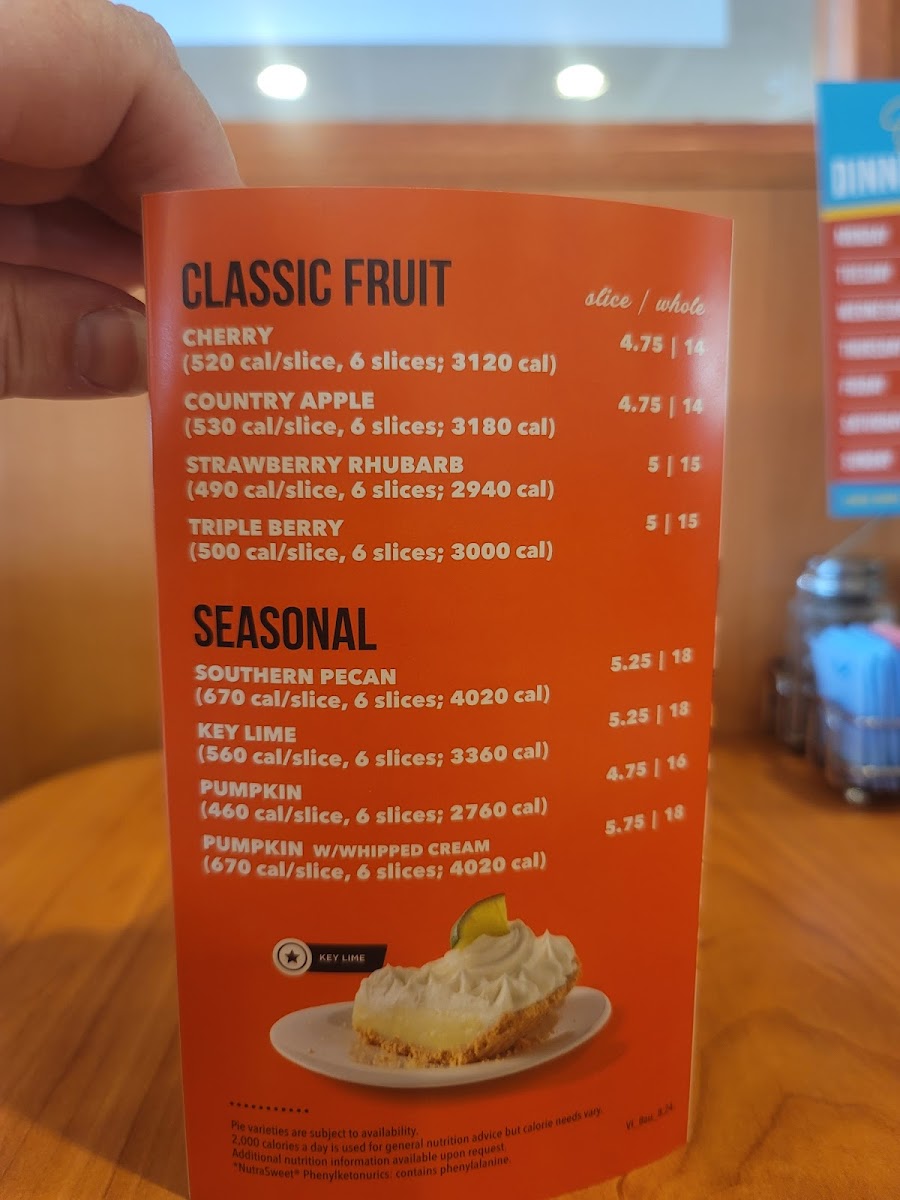 CLASSIC FRUIT
slice / whole
CHERRY 4.75 | 14
(520 cal/slice, 6 slices; 3120 cal)
COUNTRY APPLE 4.75 | 14
(530 cal/slice, 6 slices; 3180 cal)
STRAWBERRY RHUBARB 5 | 15
(490 cal/slice, 6 slices; 2940 cal)
TRIPLE BERRY 5 | 15
(500 cal/slice, 6 slices; 3000 cal)
SEASONAL
SOUTHERN PECAN 5.25 | 18
(670 cal/slice, 6 slices; 4020 cal)
KEY LIME 5.25 | 18
(560 cal/slice, 6 slices; 3360 cal)
PUMPKIN 4.75 | 16
(460 cal/slice, 6 slices; 2760 cal)
PUMPKIN W/WHIPPED CREAM 5.75 | 18
(670 cal/slice, 6 slices; 4020 cal)
KEY LIME
Pie varieties are subject to availability.
2,000 calories a day is used for general nutrition advice but calorie needs vary.
Additional nutrition information available upon request.
*NutraSweet® Phenylketonurics: contains phenylalanine.
DINN